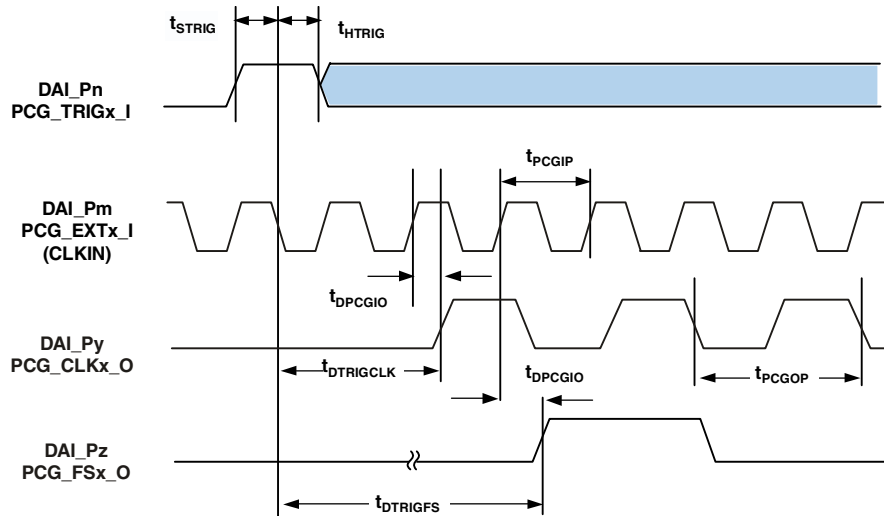 tSTRIG
tHTRIG
DAI_Pn
PCG_TRIGx_I
tPCGIP
DAI_Pm
PCG_EXTx_I
(CLKIN)
tDPCGIO
DAI_Py
PCG_CLKx_O
tDTRIGCLK
tDPCGIO
tPCGOP
DAI_Pz
PCG_FSx_O
tDTRIGFS